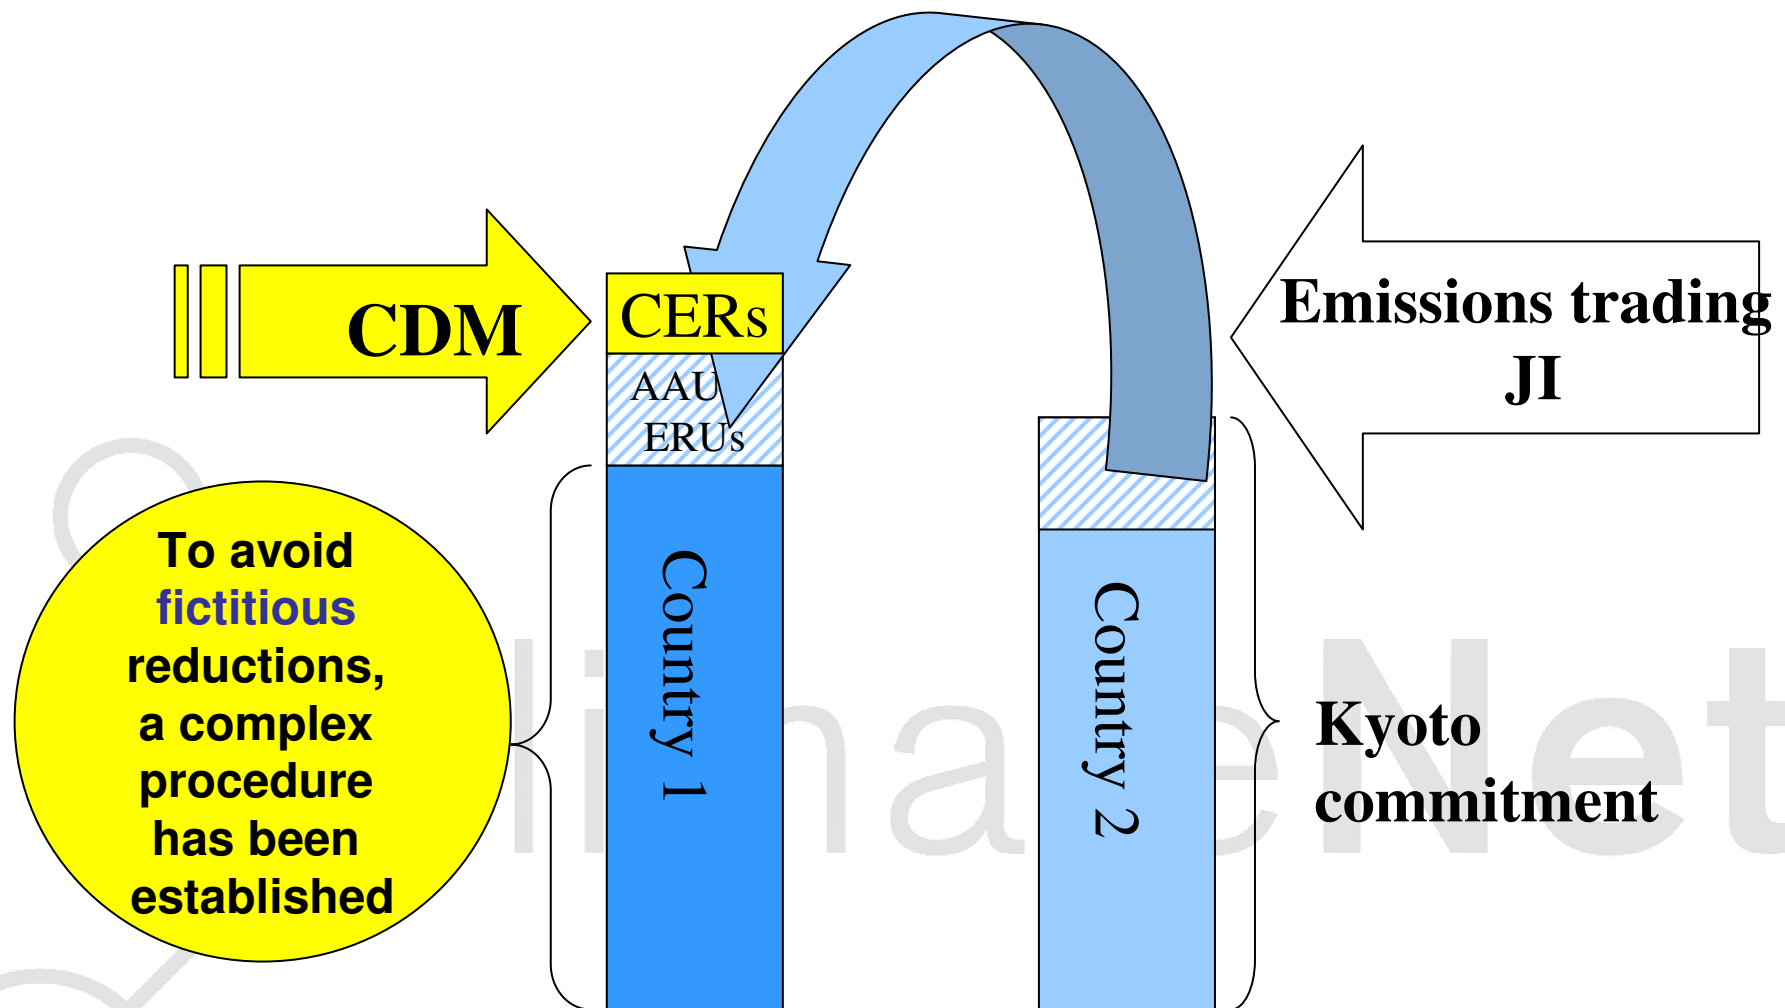 CDM
CERs
AAU
ERUs
Emissions trading
JI
To avoid
fictitious
reductions,
a complex
procedure
has been
established
Country 1
Country 2
Kyoto
commitment